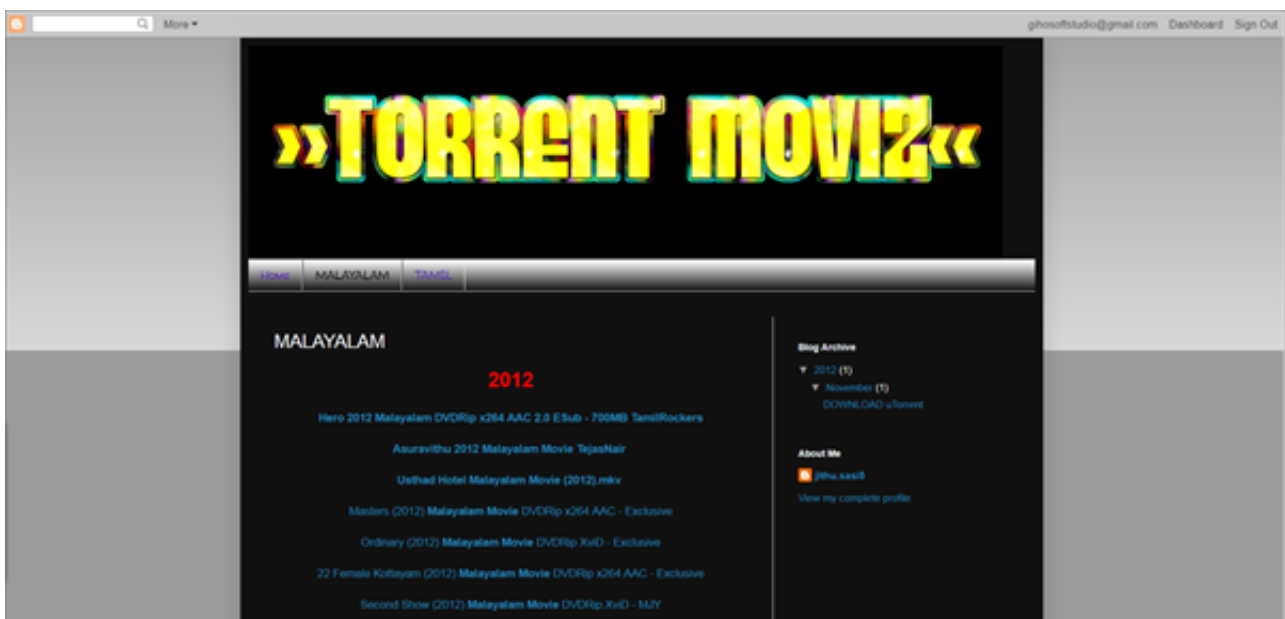 More ▾ gihosoftstudio@gmail.com Dashboard Sign Out
»TORRENT MOVIZ«
Home MALAYALAM TAMIL
MALAYALAM
2012
Hero 2012 Malayalam DVDRip x264 AAC 2.0 ESub - 700MB TamilRockers
Asuravithu 2012 Malayalam Movie TejasNair
Usthad Hotel Malayalam Movie (2012).mkv
Masters (2012) Malayalam Movie DVDRip x264 AAC - Exclusive
Ordinary (2012) Malayalam Movie DVDRip XviD - Exclusive
22 Female Kottayam (2012) Malayalam Movie DVDRip x264 AAC - Exclusive
Second Show (2012) Malayalam Movie DVDRip.XviD - MJY
Blog Archive
▼ 2012 (1)
▼ November (1)
DOWNLOAD uTorrent
About Me
jithu.sasi5
View my complete profile